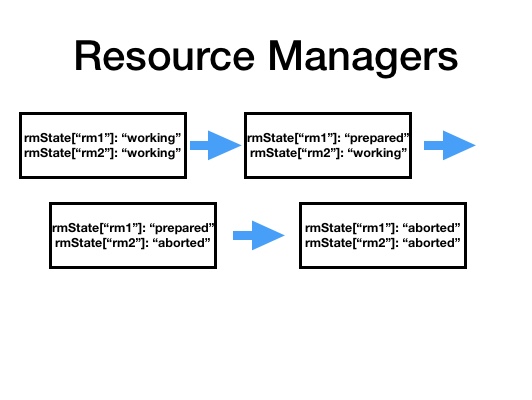 Resource Managers
rmState[“rm1”]: “working”
rmState[“rm2”]: “working”
rmState[“rm1”]: “prepared”
rmState[“rm2”]: “working”
rmState[“rm1”]: “prepared”
rmState[“rm2”]: “aborted”
rmState[“rm1”]: “aborted”
rmState[“rm2”]: “aborted”